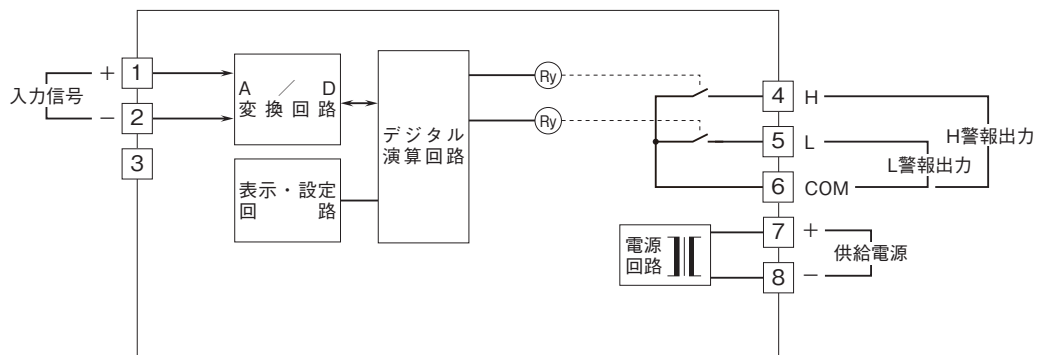 入力信号
+ 1
− 2
3
A ／ D
変換回路
表示・設定
回路
デジタル
演算回路
Ry
Ry
4 H
5 L
6 COM
H警報出力
L警報出力
電源
回路
7 +
8 −
供給電源